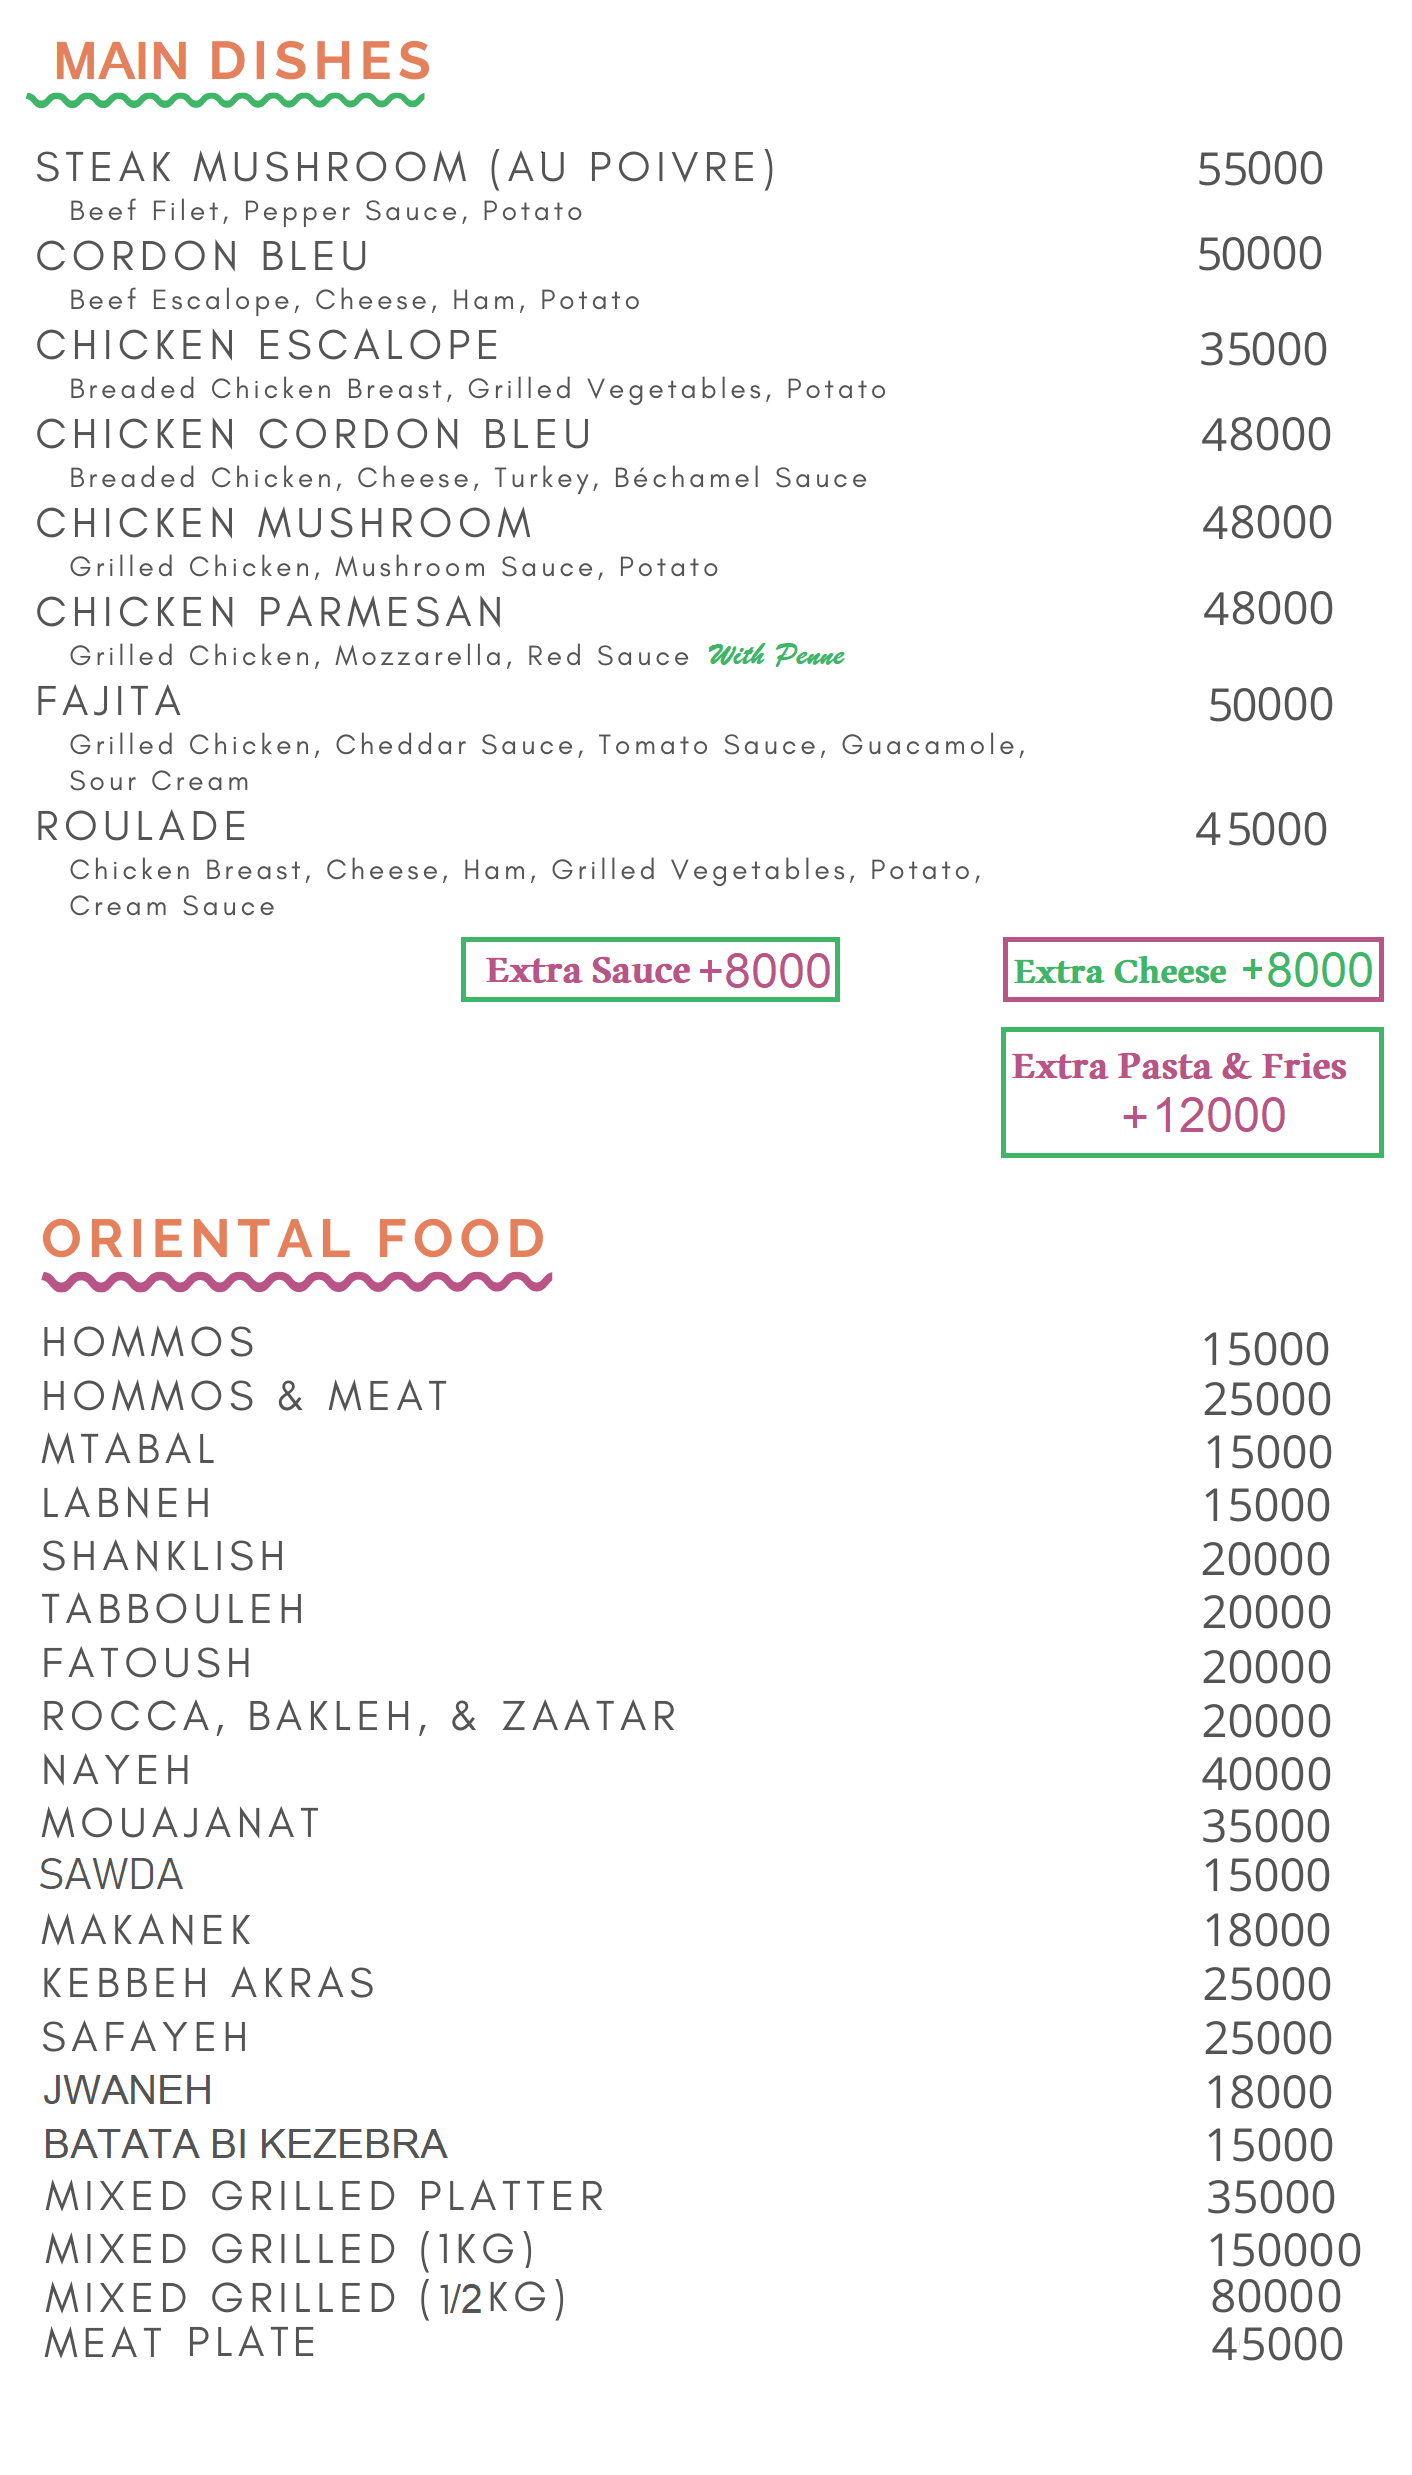 MAIN DISHES
STEAK MUSHROOM (AU POIVRE) 55000
Beef Filet, Pepper Sauce, Potato
CORDON BLEU 50000
Beef Escalope, Cheese, Ham, Potato
CHICKEN ESCALOPE 35000
Breaded Chicken Breast, Grilled Vegetables, Potato
CHICKEN CORDON BLEU 48000
Breaded Chicken, Cheese, Turkey, Béchamel Sauce
CHICKEN MUSHROOM 48000
Grilled Chicken, Mushroom Sauce, Potato
CHICKEN PARMESAN 48000
Grilled Chicken, Mozzarella, Red Sauce With Penne
FAJITA 50000
Grilled Chicken, Cheddar Sauce, Tomato Sauce, Guacamole,
Sour Cream
ROULADE 45000
Chicken Breast, Cheese, Ham, Grilled Vegetables, Potato,
Cream Sauce
Extra Sauce +8000 Extra Cheese +8000
Extra Pasta & Fries
+12000
ORIENTAL FOOD
HOMMOS 15000
HOMMOS & MEAT 25000
MTABAL 15000
LABNEH 15000
SHANKLISH 20000
TABBOULEH 20000
FATOUSH 20000
ROCCA, BAKLEH, & ZAATAR 20000
NAYEH 40000
MOUAJANAT 35000
SAWDA 15000
MAKANEK 18000
KEBBEH AKRAS 25000
SAFAYEH 25000
JWANEH 18000
BATATA BI KEZEBRA 15000
MIXED GRILLED PLATTER 35000
MIXED GRILLED (1KG) 150000
MIXED GRILLED (1/2KG) 80000
MEAT PLATE 45000